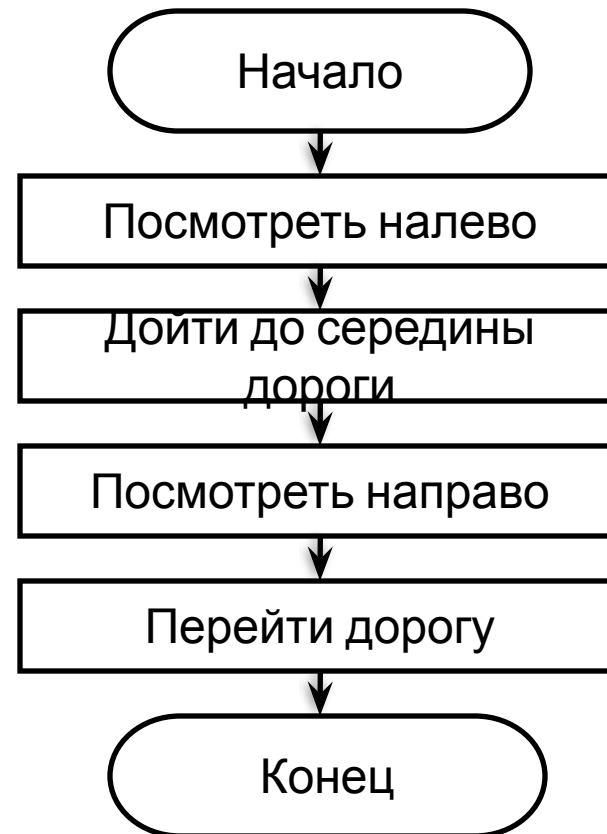 Начало
Посмотреть налево
Дойти до середины
дороги
Посмотреть направо
Перейти дорогу
Конец